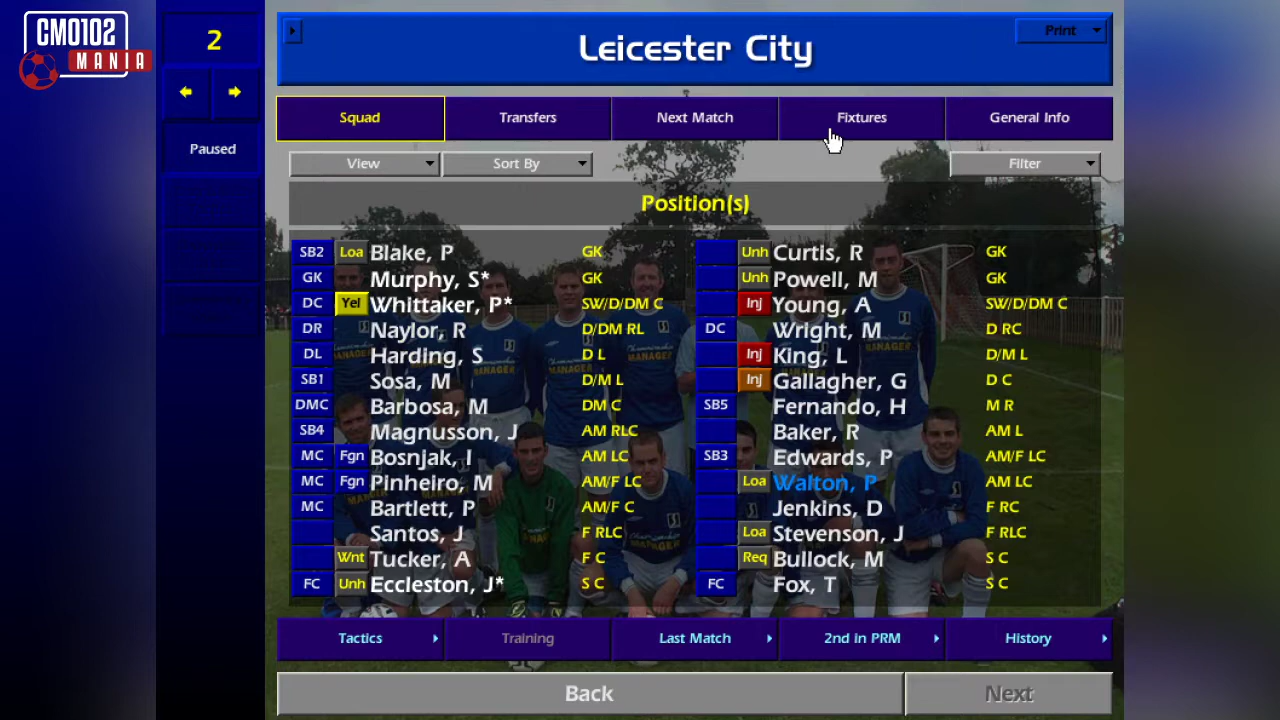 CM0102
MANIA
2
Paused
Leicester City
Print
Squad Transfers Next Match Fixtures General Info
View Sort By Filter
Position(s)
SB2 Loa Blake, P GK
GK Murphy, S* GK
DC Yel Whittaker, P* SW/D/DM C
DR Naylor, R D/DM RL
DL Harding, S D L
SB1 Sosa, M D/M L
DMC Barbosa, M DM C
SB4 Magnusson, J AM RLC
MC Fgn Bosnjak, I AM LC
MC Fgn Pinheiro, M AM/F LC
MC Bartlett, P AM/F C
Santos, J F RLC
Wnt Tucker, A F C
FC Unh Eccleston, J* S C
Unh Curtis, R GK
Unh Powell, M GK
Inj Young, A SW/D/DM C
DC Wright, M D RC
Inj King, L D/M L
Inj Gallagher, G D C
SB5 Fernando, H M R
Baker, R AM L
SB3 Edwards, P AM/F LC
Loa Walton, P AM LC
Jenkins, D F RC
Loa Stevenson, J F RLC
Req Bullock, M S C
FC Fox, T S C
Tactics Training Last Match 2nd in PRM History
Back Next